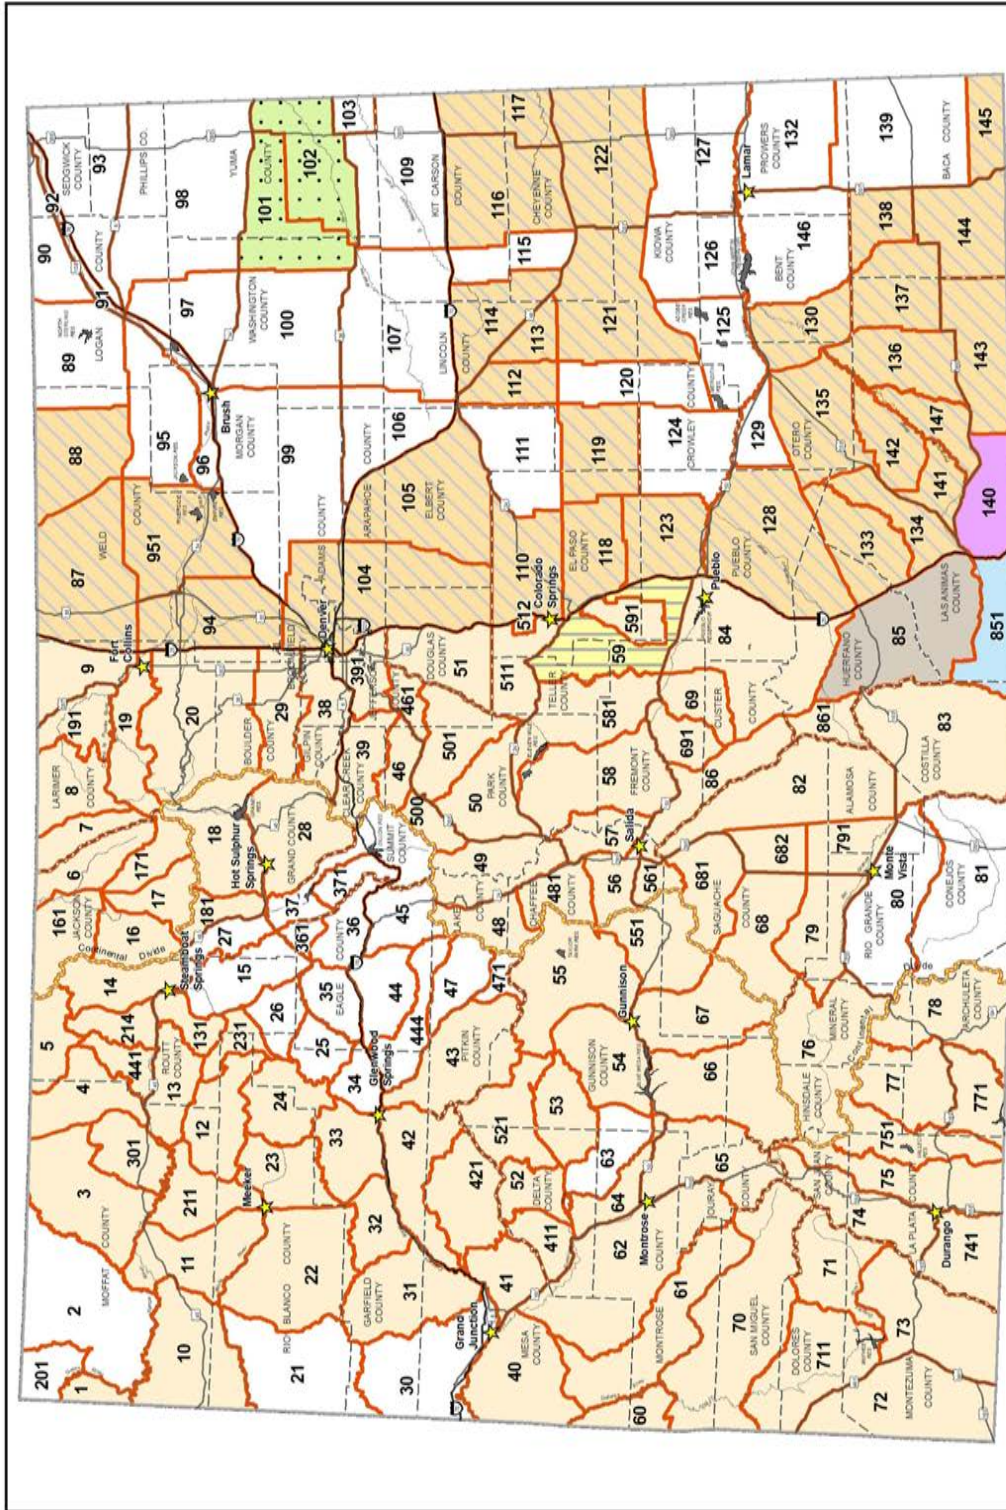 201
1
2
MOFFAT
COUNTY
3
301
4
5
441
214
14
161
JACKSON
COUNTY
6
7
171
16
17
Continental
Divide
LARIMER
COUNTY
8
191
9
19
Fort
Collins
87
WELD
COUNTY
88
89
LOGAN
COUNTY
90
91
92
SEDGWICK
COUNTY
93
PHILLIPS CO.
10
11
211
12
13
ROUTT
COUNTY
131
Steamboat
Springs
181
18
20
94
951
95
96
97
98
YUMA
COUNTY
21
RIO BLANCO COUNTY
22
Meeker
23
24
231
15
27
26
Hot Sulphur
Springs
28
GRAND COUNTY
BOULDER
COUNTY
29
Brush
MORGAN
COUNTY
99
WASHINGTON
COUNTY
100
101
102
103
30
31
GARFIELD
COUNTY
32
33
34
Glenwood
Springs
25
35
EAGLE
COUNTY
36
361
37
371
GILPIN
COUNTY
38
CLEAR CREEK
COUNTY
39
Denver
391
JEFFERSON
COUNTY
ADAMS COUNTY
104
ARAPAHOE
COUNTY
105
ELBERT
COUNTY
106
107
LINCOLN
COUNTY
109
KIT CARSON
COUNTY
Grand
Junction
40
MESA
COUNTY
41
411
42
421
43
PITKIN
COUNTY
44
444
45
47
471
SUMMIT
COUNTY
46
461
LAKE
COUNTY
48
49
50
PARK
COUNTY
500
501
DOUGLAS
COUNTY
51
511
512
Colorado
Springs
110
111
112
113
114
115
116
117
CHEYENNE
COUNTY
52
521
DELTA
COUNTY
53
GUNNISON
COUNTY
54
55
551
CHAFFEE
COUNTY
481
56
561
57
Salida
58
581
FREMONT
COUNTY
TELLER
COUNTY
59
591
EL PASO
COUNTY
118
119
120
121
122
60
MONTROSE
COUNTY
61
62
Montrose
63
64
65
OURAY
COUNTY
66
Gunnison
67
68
681
682
SAGUACHE
COUNTY
69
691
CUSTER
COUNTY
84
86
Pueblo
PUEBLO
COUNTY
123
124
CROWLEY
COUNTY
125
126
KIOWA
COUNTY
127
Lamar
PROWERS
COUNTY
132
BENT
COUNTY
146
70
SAN MIGUEL
COUNTY
DOLORES
COUNTY
71
711
SAN JUAN
COUNTY
HINSDALE
COUNTY
76
MINERAL
COUNTY
Continental
Divide
79
791
Monte
Vista
RIO GRANDE
COUNTY
80
82
ALAMOSA
COUNTY
861
HUERFANO
COUNTY
85
128
129
OTERO
COUNTY
130
133
134
135
136
137
138
139
BACA COUNTY
72
MONTEZUMA
COUNTY
73
74
741
LA PLATA COUNTY
Durango
75
751
77
771
78
ARCHULETA
COUNTY
CONEJOS
COUNTY
81
COSTILLA
COUNTY
83
LAS ANIMAS
COUNTY
851
140
141
142
147
143
144
145